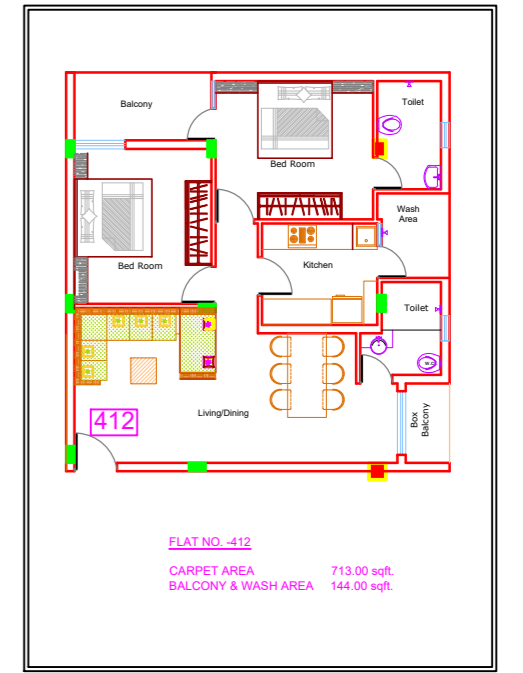 Balcony
Toilet
Bed Room
Wash
Area
Kitchen
Bed Room
Toilet
W.C
Living/Dining
Box
Balcony
412
FLAT NO. -412
CARPET AREA 713.00 sqft.
BALCONY & WASH AREA 144.00 sqft.